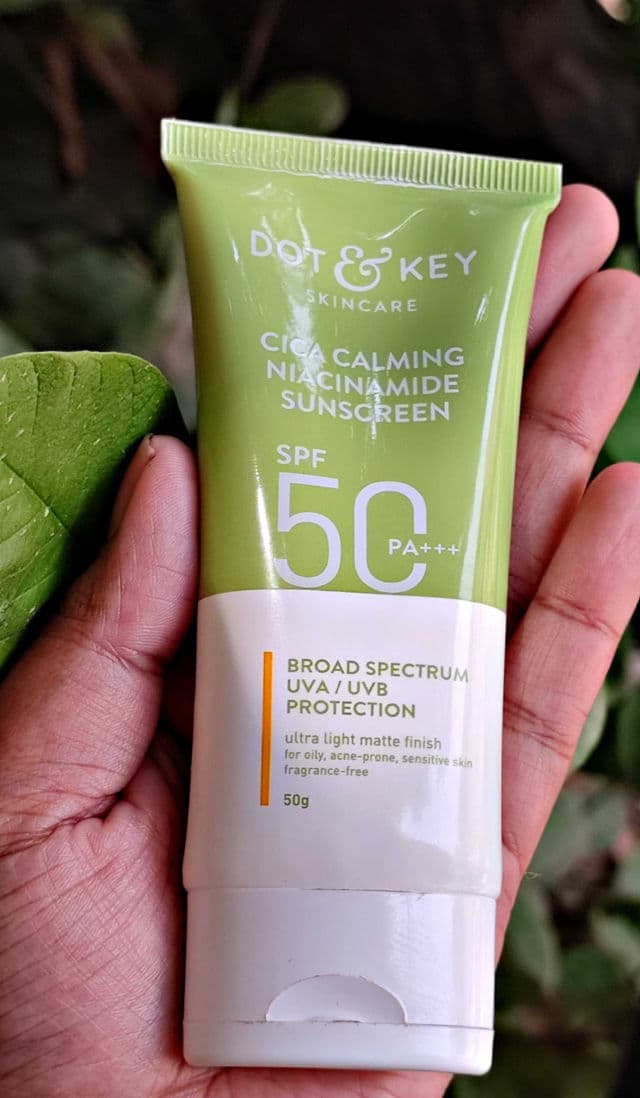 DOT & KEY
SKINCARE
CICA CALMING
NIACINAMIDE
SUNSCREEN
SPF
50
PA+++
BROAD SPECTRUM
UVA / UVB
PROTECTION
ultra light matte finish
for oily, acne-prone, sensitive skin
fragrance-free
50g